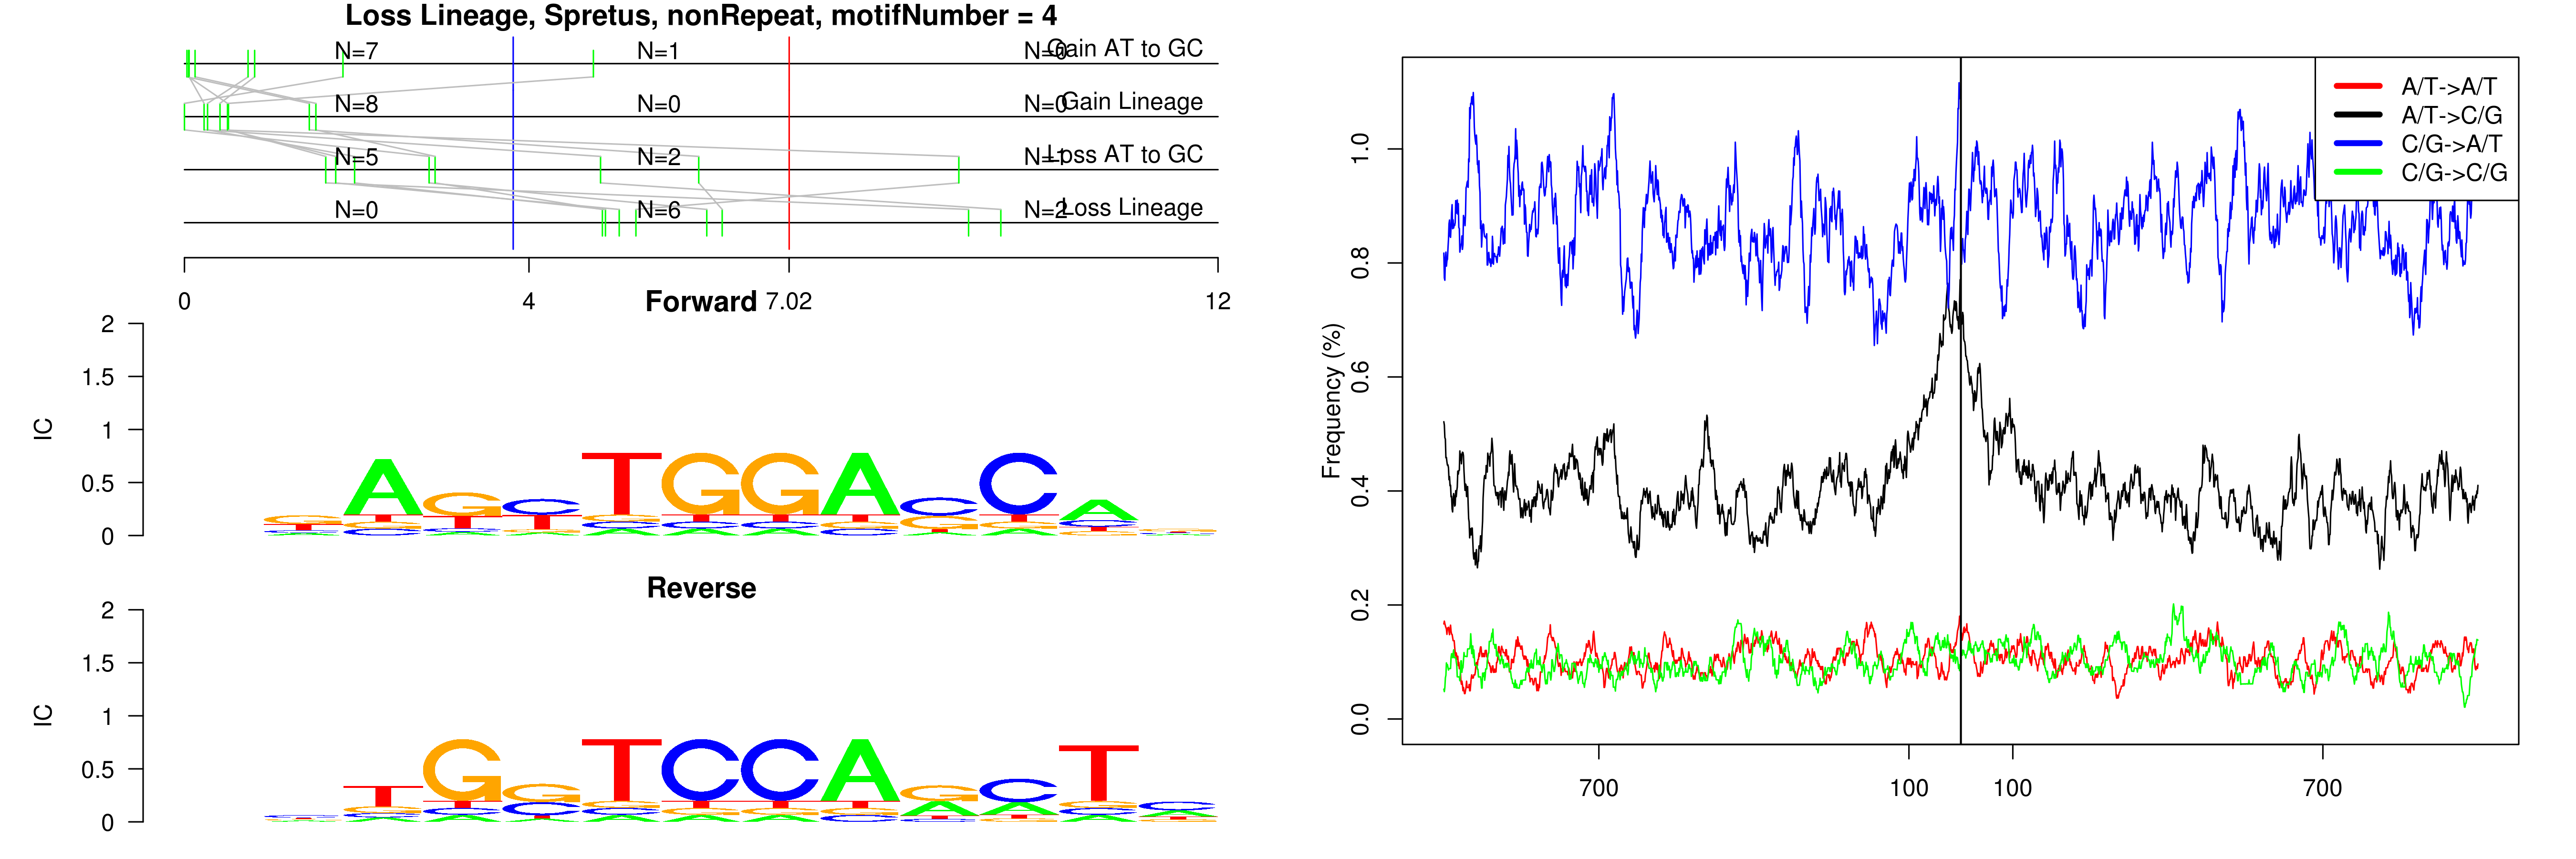 Loss Lineage, Spretus, nonRepeat, motifNumber = 4
N=7 N=1 N=0 Gain AT to GC
N=8 N=0 N=0 Gain Lineage
N=5 N=2 N=1 Loss AT to GC
N=0 N=6 N=2 Loss Lineage
0 4 7.02 12
Forward
IC
2
1.5
1
0.5
0
T A G C T G G A C C A
Reverse
IC
2
1.5
1
0.5
0
T G G T C C A G C T C
Frequency (%)
1.0
0.8
0.6
0.4
0.2
0.0
700 100 100 700
A/T->A/T
A/T->C/G
C/G->A/T
C/G->C/G